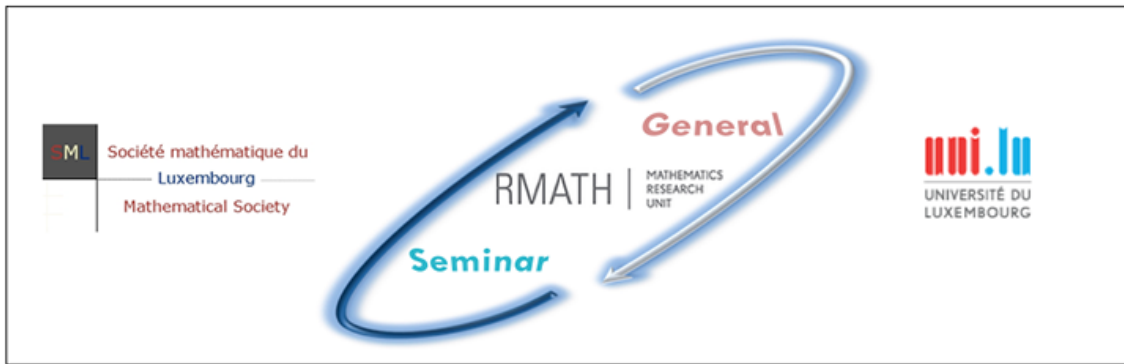 SML
Société mathématique du
Luxembourg
Mathematical Society
General
RMATH
MATHEMATICS
RESEARCH
UNIT
Seminar
uni.lu
UNIVERSITÉ DU
LUXEMBOURG